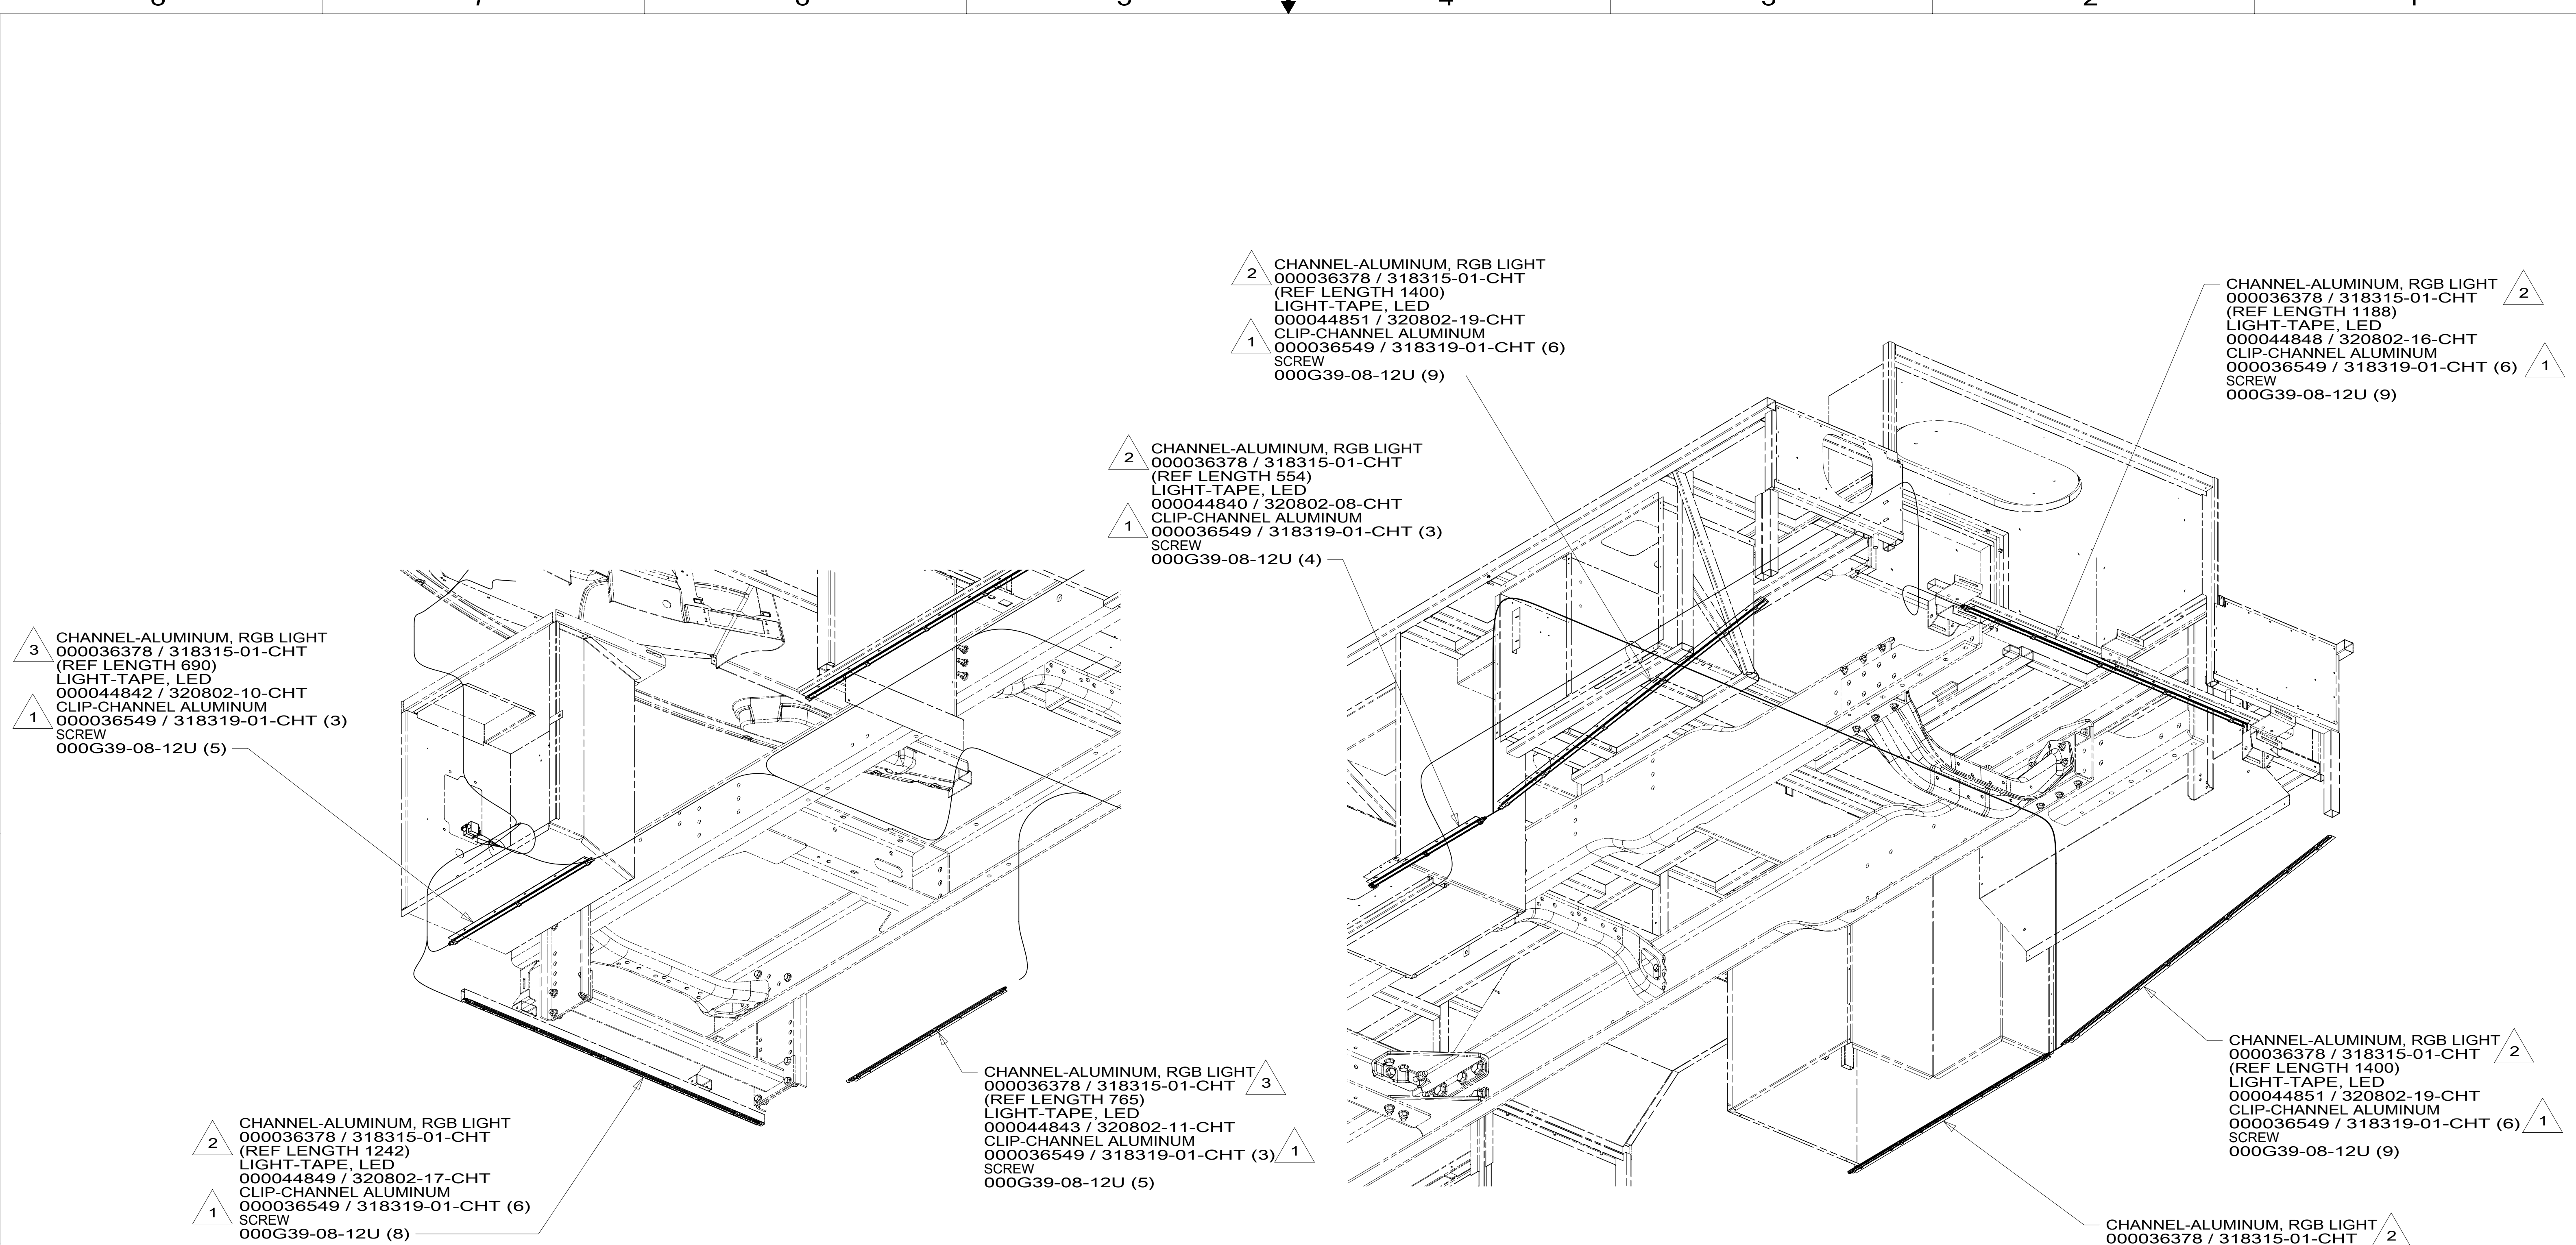 2 CHANNEL-ALUMINUM, RGB LIGHT
000036378 / 318315-01-CHT
(REF LENGTH 1400)
LIGHT-TAPE, LED
000044851 / 320802-19-CHT
1 CLIP-CHANNEL ALUMINUM
000036549 / 318319-01-CHT (6)
SCREW
000G39-08-12U (9)
CHANNEL-ALUMINUM, RGB LIGHT 2
000036378 / 318315-01-CHT
(REF LENGTH 1188)
LIGHT-TAPE, LED
000044848 / 320802-16-CHT
CLIP-CHANNEL ALUMINUM
000036549 / 318319-01-CHT (6) 1
SCREW
000G39-08-12U (9)
2 CHANNEL-ALUMINUM, RGB LIGHT
000036378 / 318315-01-CHT
(REF LENGTH 554)
LIGHT-TAPE, LED
000044840 / 320802-08-CHT
1 CLIP-CHANNEL ALUMINUM
000036549 / 318319-01-CHT (3)
SCREW
000G39-08-12U (4)
3 CHANNEL-ALUMINUM, RGB LIGHT
000036378 / 318315-01-CHT
(REF LENGTH 690)
LIGHT-TAPE, LED
000044842 / 320802-10-CHT
1 CLIP-CHANNEL ALUMINUM
000036549 / 318319-01-CHT (3)
SCREW
000G39-08-12U (5)
2 CHANNEL-ALUMINUM, RGB LIGHT
000036378 / 318315-01-CHT
(REF LENGTH 1242)
LIGHT-TAPE, LED
000044849 / 320802-17-CHT
1 CLIP-CHANNEL ALUMINUM
000036549 / 318319-01-CHT (6)
SCREW
000G39-08-12U (8)
CHANNEL-ALUMINUM, RGB LIGHT 3
000036378 / 318315-01-CHT
(REF LENGTH 765)
LIGHT-TAPE, LED
000044843 / 320802-11-CHT
CLIP-CHANNEL ALUMINUM
000036549 / 318319-01-CHT (3) 1
SCREW
000G39-08-12U (5)
CHANNEL-ALUMINUM, RGB LIGHT 2
000036378 / 318315-01-CHT
(REF LENGTH 1400)
LIGHT-TAPE, LED
000044851 / 320802-19-CHT
CLIP-CHANNEL ALUMINUM
000036549 / 318319-01-CHT (6) 1
SCREW
000G39-08-12U (9)
CHANNEL-ALUMINUM, RGB LIGHT 2
000036378 / 318315-01-CHT